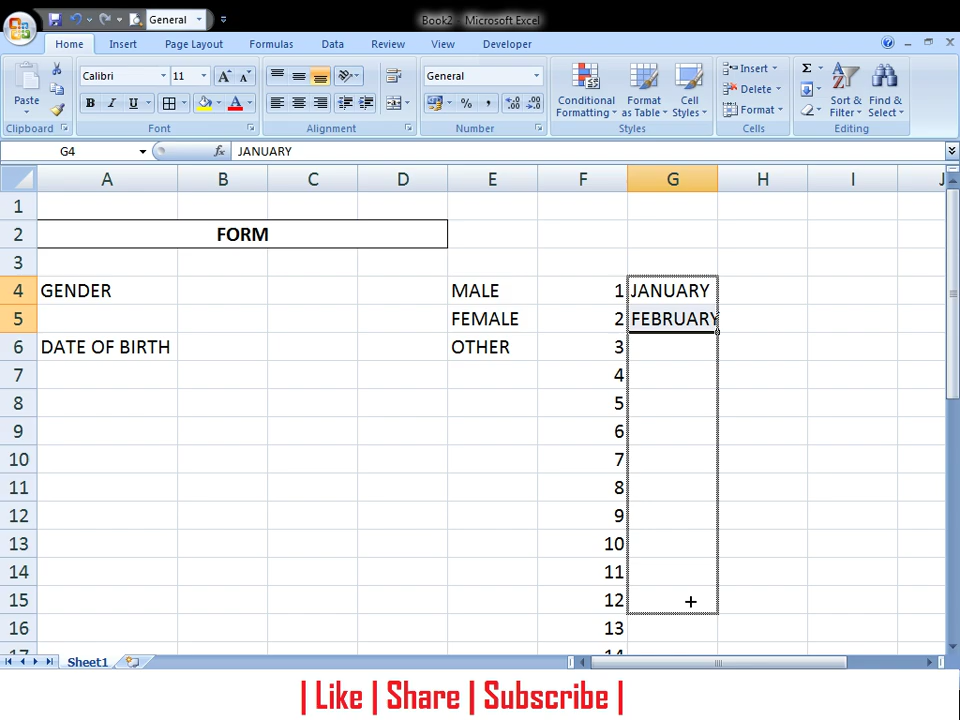 General
Book2 - Microsoft Excel
Home Insert Page Layout Formulas Data Review View Developer
Paste
Calibri 11
General
Conditional Formatting
Format as Table
Cell Styles
Insert
Delete
Format
Sort & Filter
Find & Select
Clipboard Font Alignment Number Styles Cells Editing
G4 fx JANUARY
A B C D E F G H I J
1
2 FORM
3
4 GENDER MALE 1 JANUARY
5 FEMALE 2 FEBRUARY
6 DATE OF BIRTH OTHER 3
7 4
8 5
9 6
10 7
11 8
12 9
13 10
14 11
15 12
16 13
17 14
Sheet1
| Like | Share | Subscribe |